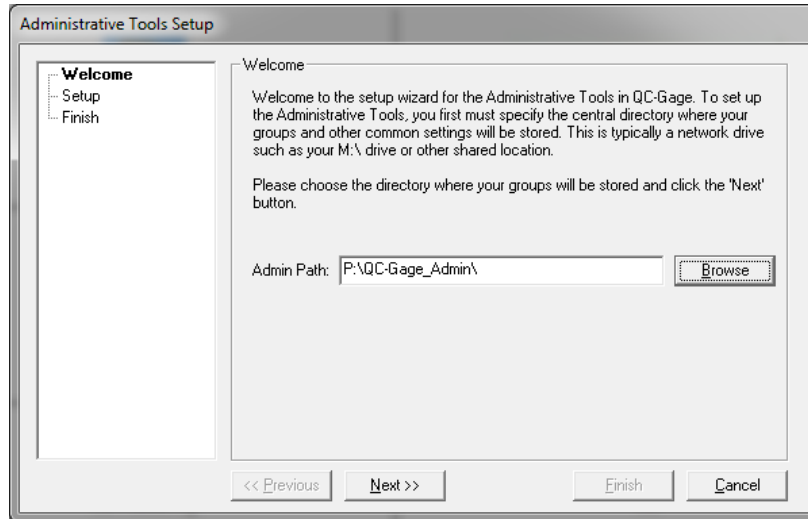 Administrative Tools Setup
Welcome
Setup
Finish
Welcome
Welcome to the setup wizard for the Administrative Tools in QC-Gage. To set up
the Administrative Tools, you first must specify the central directory where your
groups and other common settings will be stored. This is typically a network drive
such as your M:\ drive or other shared location.
Please choose the directory where your groups will be stored and click the 'Next'
button.
Admin Path: P:\QC-Gage_Admin\ Browse
<< Previous Next >> Finish Cancel